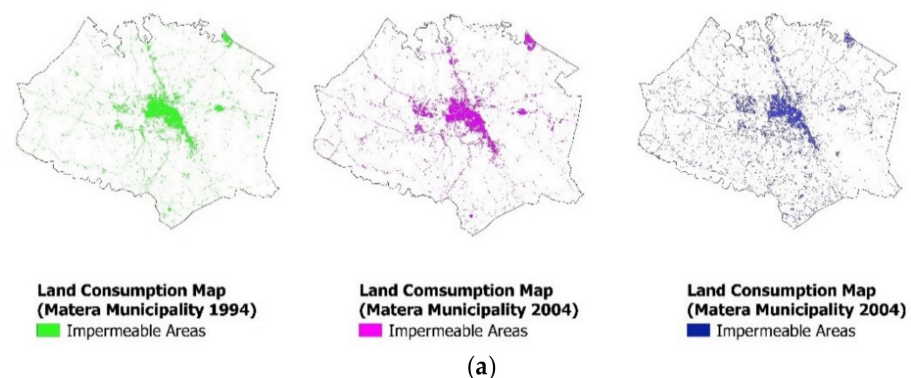 Land Consumption Map
(Matera Municipality 1994)
Impermeable Areas
Land Comsumption Map
(Matera Municipality 2004)
Impermeable Areas
Land Consumption Map
(Matera Municipality 2004)
Impermeable Areas
(a)